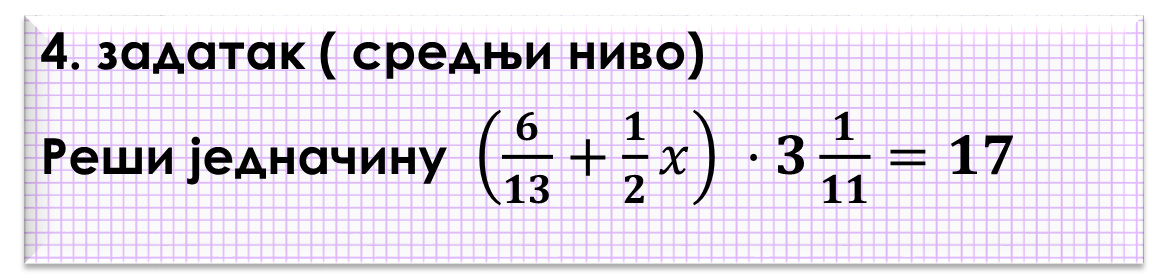 4. задатак ( средњи ниво)
Реши једначину (6/13 + 1/2 x) · 3 1/11 = 17